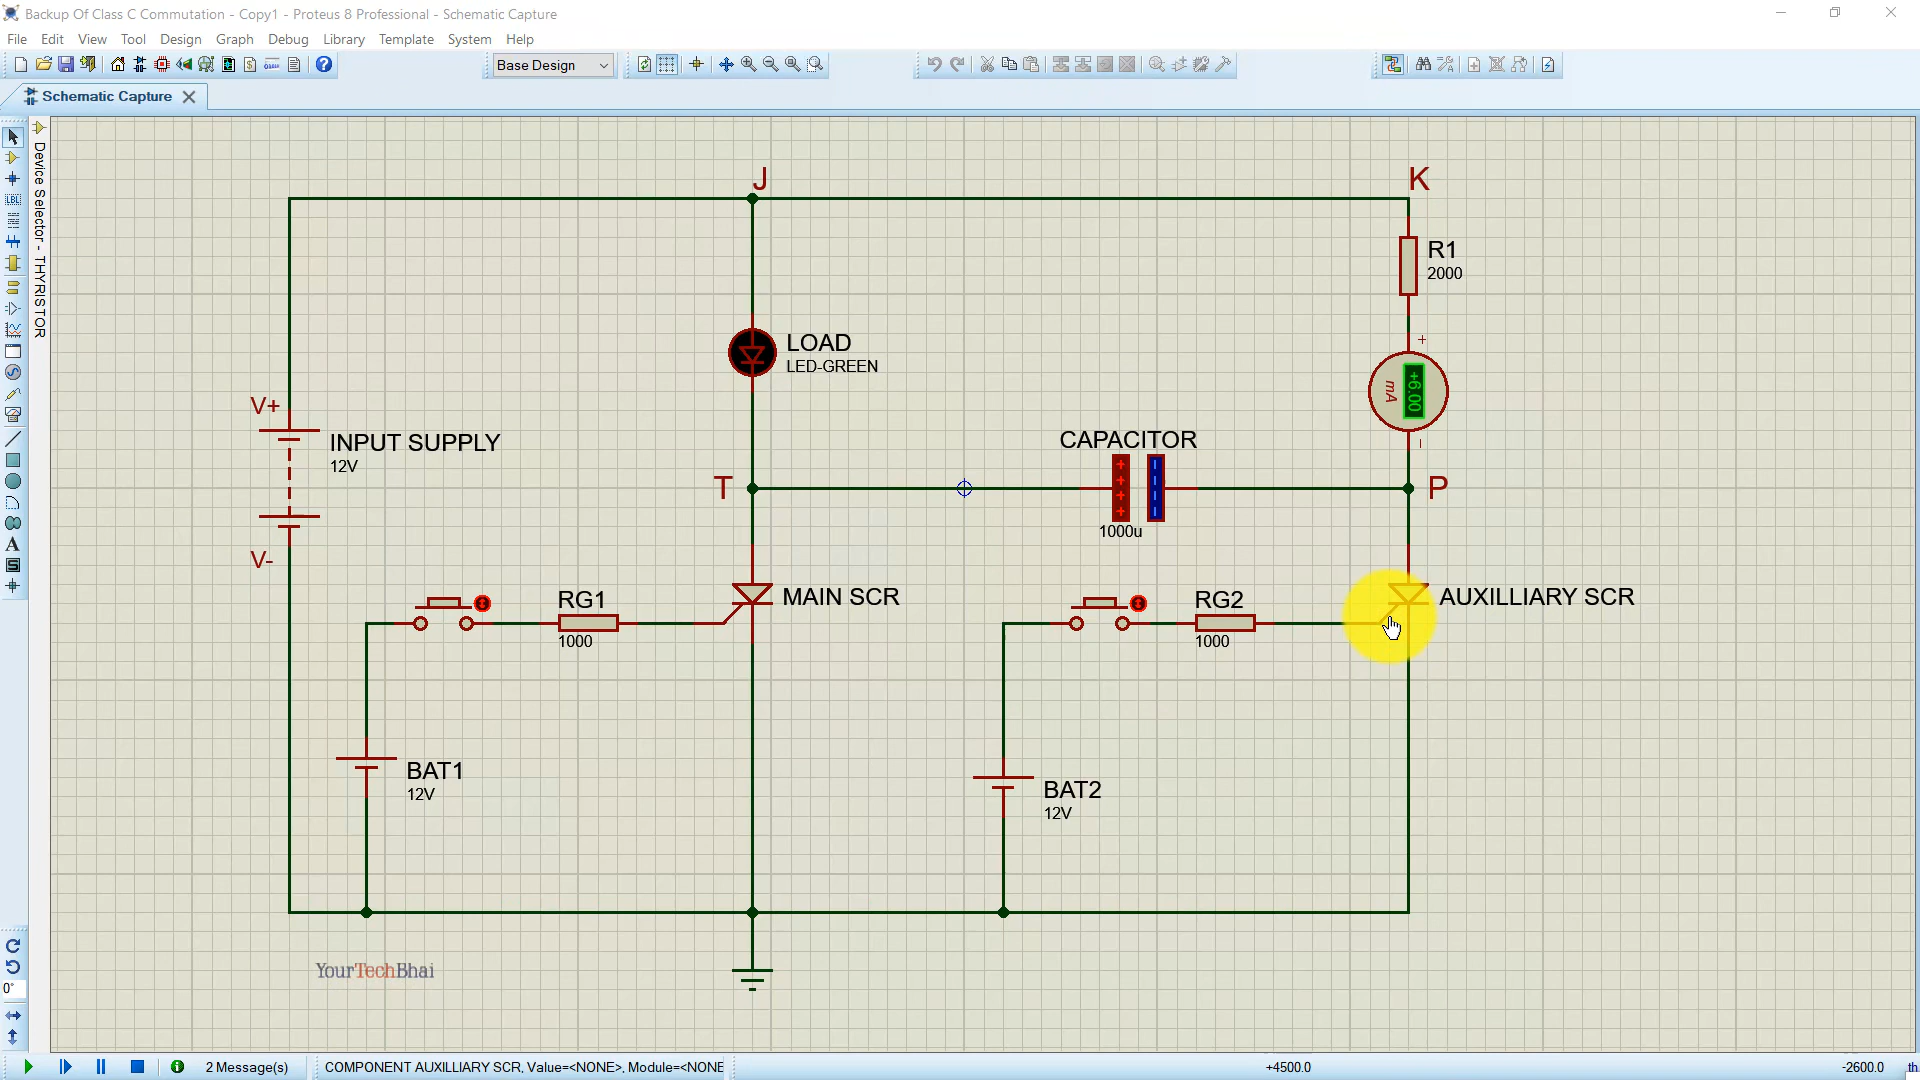 Backup Of Class C Commutation - Copy1 - Proteus 8 Professional - Schematic Capture
File Edit View Tool Design Graph Debug Library Template System Help
Base Design
Schematic Capture
Device Selector - THYRISTOR
LBL
J
K
R1
2000
LOAD
LED-GREEN
+
+6.00
mA
V+
INPUT SUPPLY
12V
CAPACITOR
T
P
1000u
V-
RG1
1000
MAIN SCR
RG2
1000
AUXILLIARY SCR
BAT1
12V
BAT2
12V
YourTechBhai
0°
2 Message(s)
COMPONENT AUXILLIARY SCR, Value=<NONE>, Module=<NONE
+4500.0
-2600.0
th